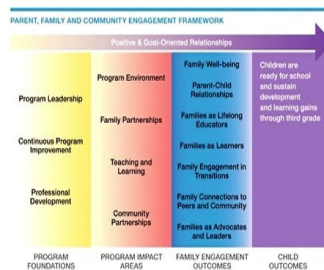 PARENT, FAMILY AND COMMUNITY ENGAGEMENT FRAMEWORK
Positive & Goal-Oriented Relationships
Program Leadership
Continuous Program
Improvement
Professional
Development
Program Environment
Family Partnerships
Teaching and
Learning
Community
Partnerships
Family Well-being
Parent-Child
Relationships
Families as Lifelong
Educators
Families as Learners
Family Engagement in
Transitions
Family Connections to
Peers and Community
Families as Advocates
and Leaders
Children are
ready for school
and sustain
development
and learning gains
through third grade
PROGRAM
FOUNDATIONS
PROGRAM IMPACT
AREAS
FAMILY ENGAGEMENT
OUTCOMES
CHILD
OUTCOMES